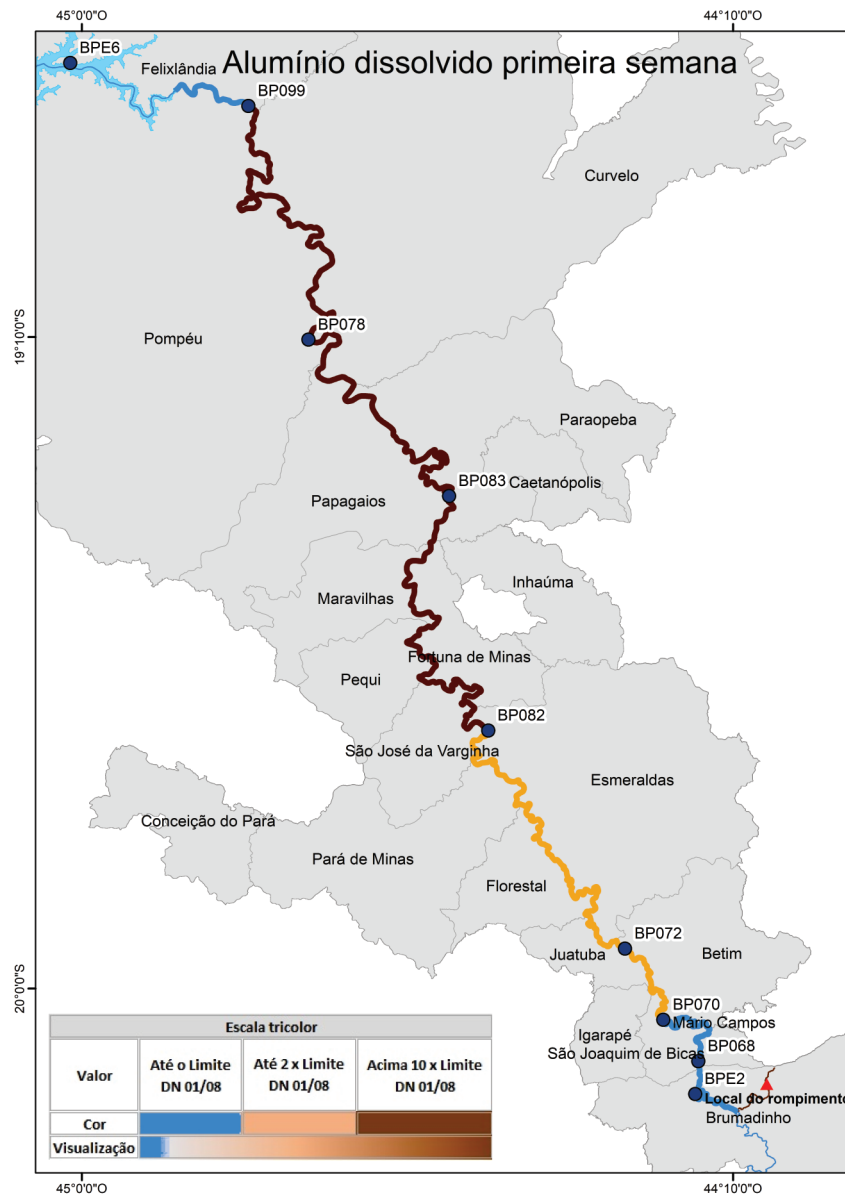 45°0'0"O
44°10'0"O
BPE6
Felixlândia
Alumínio dissolvido primeira semana
BP099
Curvelo
BP078
19°10'0"S
Pompéu
Paraopeba
BP083
Caetanópolis
Papagaios
Inhaúma
Maravilhas
Fortuna de Minas
Pequi
BP082
São José da Varginha
Esmeraldas
Conceição do Pará
Pará de Minas
Florestal
BP072
Juatuba
Betim
20°0'0"S
BP070
Mário Campos
Igarapé
BP068
São Joaquim de Bicas
BPE2
Local do rompimento
Brumadinho
Escala tricolor
Valor
Até o Limite
DN 01/08
Até 2 x Limite
DN 01/08
Acima 10 x Limite
DN 01/08
Cor
Visualização
45°0'0"O
44°10'0"O